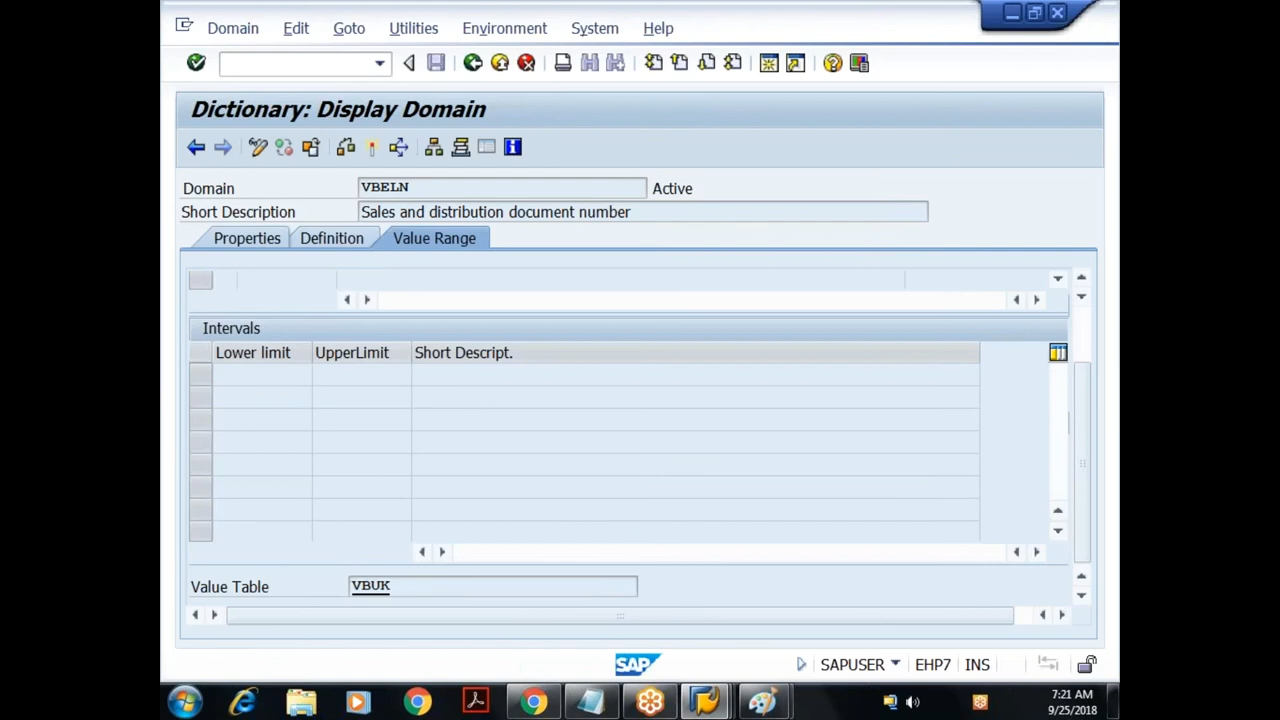 Domain Edit Goto Utilities Environment System Help
Dictionary: Display Domain
Domain VBELN Active
Short Description Sales and distribution document number
Properties Definition Value Range
Intervals
Lower limit UpperLimit Short Descript.
Value Table VBUK
SAP SAPUSER EHP7 INS
7:21 AM
9/25/2018